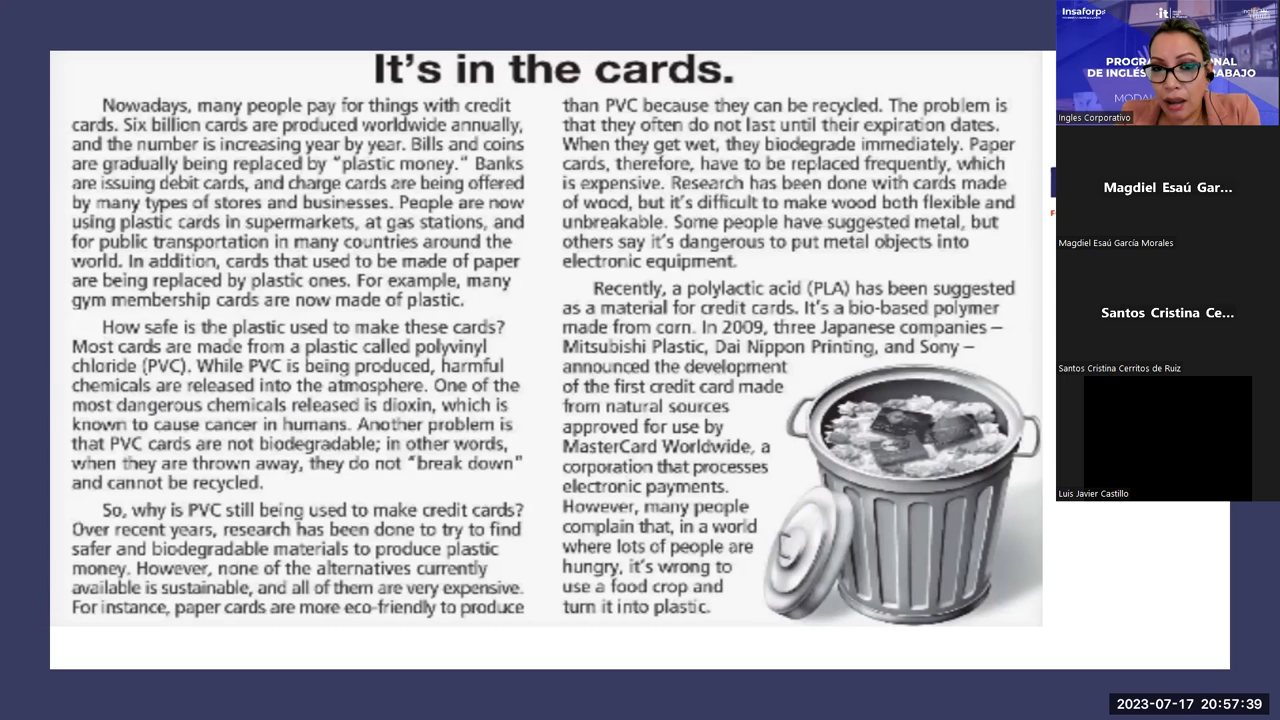 It's in the cards.
Nowadays, many people pay for things with credit
cards. Six billion cards are produced worldwide annually,
and the number is increasing year by year. Bills and coins
are gradually being replaced by "plastic money." Banks
are issuing debit cards, and charge cards are being offered
by many types of stores and businesses. People are now
using plastic cards in supermarkets, at gas stations, and
for public transportation in many countries around the
world. In addition, cards that used to be made of paper
are being replaced by plastic ones. For example, many
gym membership cards are now made of plastic.
How safe is the plastic used to make these cards?
Most cards are made from a plastic called polyvinyl
chloride (PVC). While PVC is being produced, harmful
chemicals are released into the atmosphere. One of the
most dangerous chemicals released is dioxin, which is
known to cause cancer in humans. Another problem is
that PVC cards are not biodegradable; in other words,
when they are thrown away, they do not "break down"
and cannot be recycled.
So, why is PVC still being used to make credit cards?
Over recent years, research has been done to try to find
safer and biodegradable materials to produce plastic
money. However, none of the alternatives currently
available is sustainable, and all of them are very expensive.
For instance, paper cards are more eco-friendly to produce
than PVC because they can be recycled. The problem is
that they often do not last until their expiration dates.
When they get wet, they biodegrade immediately. Paper
cards, therefore, have to be replaced frequently, which
is expensive. Research has been done with cards made
of wood, but it's difficult to make wood both flexible and
unbreakable. Some people have suggested metal, but
others say it's dangerous to put metal objects into
electronic equipment.
Recently, a polylactic acid (PLA) has been suggested
as a material for credit cards. It's a bio-based polymer
made from corn. In 2009, three Japanese companies –
Mitsubishi Plastic, Dai Nippon Printing, and Sony –
announced the development
of the first credit card made
from natural sources
approved for use by
MasterCard Worldwide, a
corporation that processes
electronic payments.
However, many people
complain that, in a world
where lots of people are
hungry, it's wrong to
use a food crop and
turn it into plastic.
Insaforp
·it
PROGR NAL
DE INGLÉS RABAJO
MODAL
Ingles Corporativo
Magdiel Esaú Gar...
Magdiel Esaú García Morales
Santos Cristina Ce...
Santos Cristina Cerritos de Ruiz
Luis Javier Castillo
2023-07-17 20:57:39